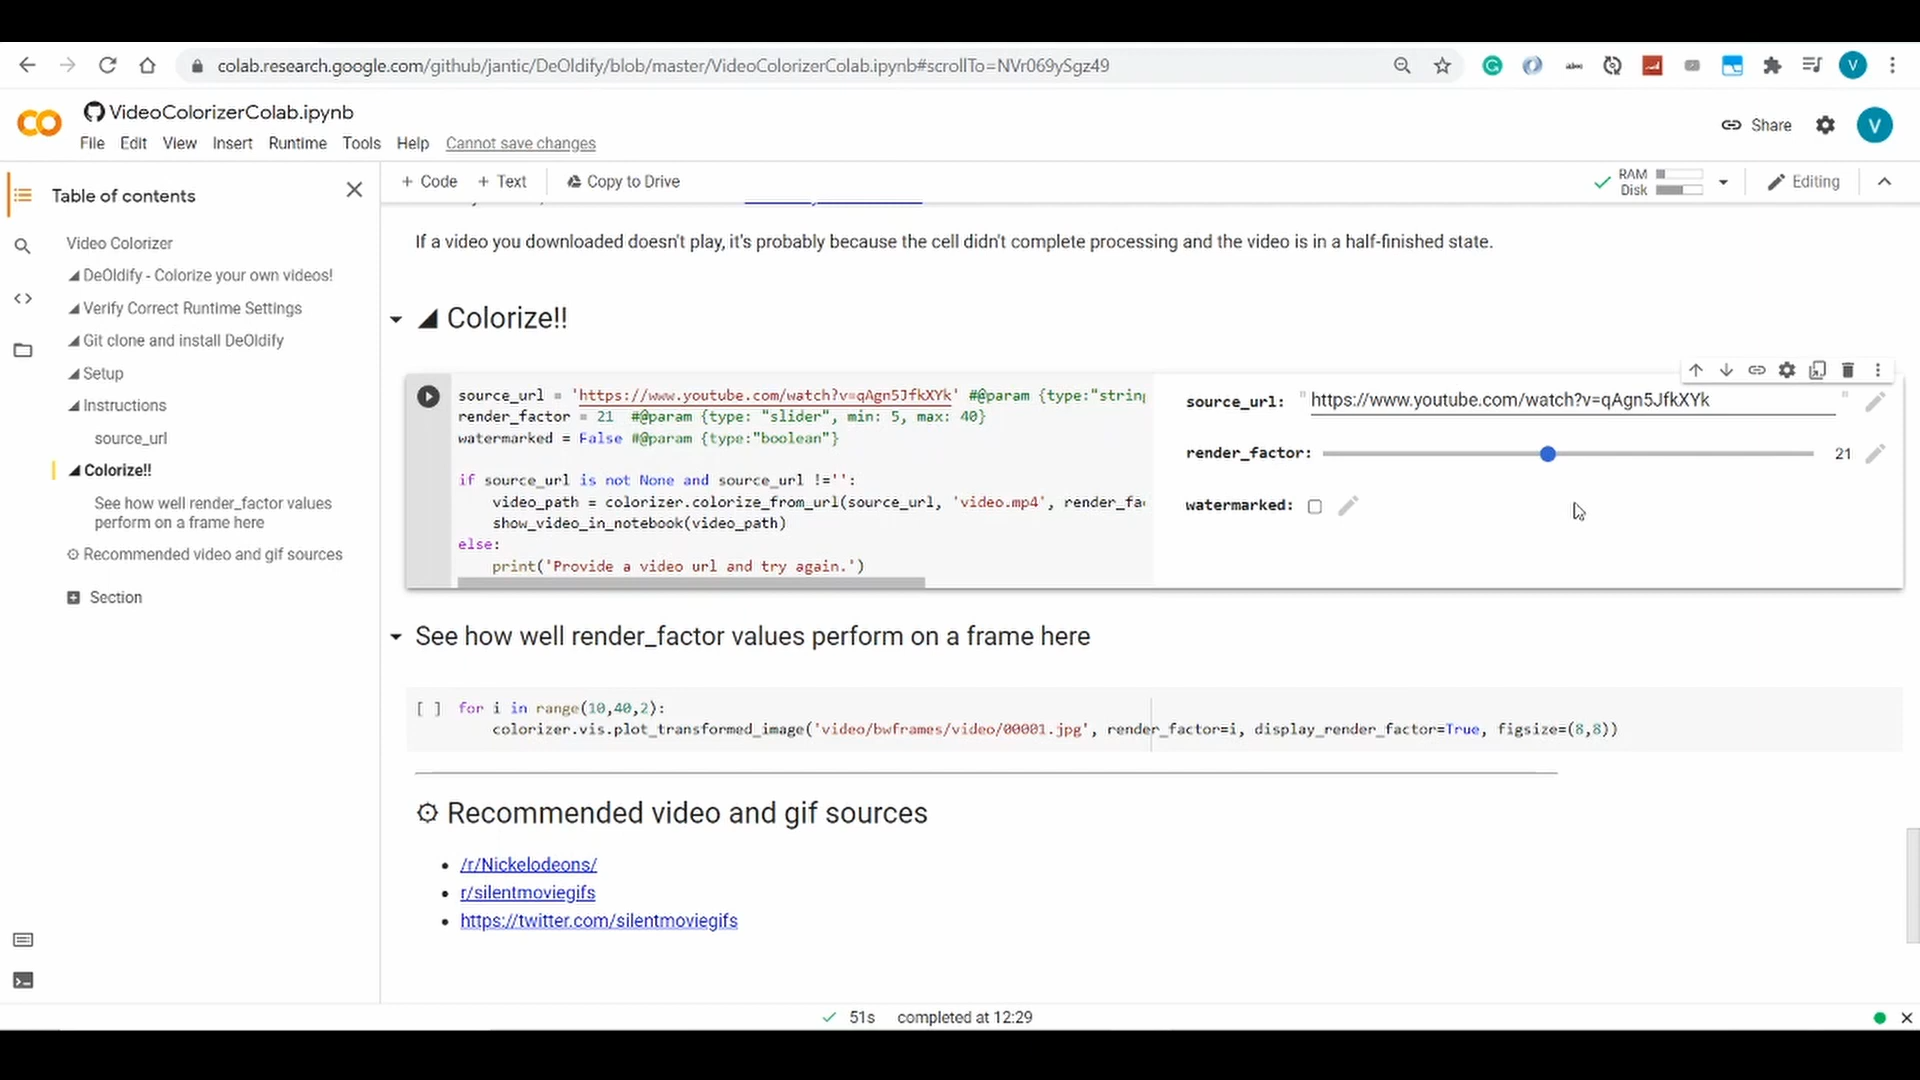 colab.research.google.com/github/jantic/DeOldify/blob/master/VideoColorizerColab.ipynb#scrollTo=NVr069ySgz49
V
VideoColorizerColab.ipynb
File Edit View Insert Runtime Tools Help Cannot save changes
Share
V
Table of contents
+ Code + Text Copy to Drive
RAM
Disk
Editing
Video Colorizer
DeOldify - Colorize your own videos!
Verify Correct Runtime Settings
Git clone and install DeOldify
Setup
Instructions
source_url
Colorize!!
See how well render_factor values
perform on a frame here
Recommended video and gif sources
Section
If a video you downloaded doesn't play, it's probably because the cell didn't complete processing and the video is in a half-finished state.
Colorize!!
source_url = 'https://www.youtube.com/watch?v=qAgn5JfkXYk' #@param {type:"string
render_factor = 21 #@param {type: "slider", min: 5, max: 40}
watermarked = False #@param {type:"boolean"}
if source_url is not None and source_url !='':
video_path = colorizer.colorize_from_url(source_url, 'video.mp4', render_fa
show_video_in_notebook(video_path)
else:
print('Provide a video url and try again.')
source_url: "https://www.youtube.com/watch?v=qAgn5JfkXYk"
render_factor: 21
watermarked:
See how well render_factor values perform on a frame here
[ ] for i in range(10,40,2):
colorizer.vis.plot_transformed_image('video/bwframes/video/00001.jpg', render_factor=i, display_render_factor=True, figsize=(8,8))
Recommended video and gif sources
/r/Nickelodeons/
r/silentmoviegifs
https://twitter.com/silentmoviegifs
51s completed at 12:29